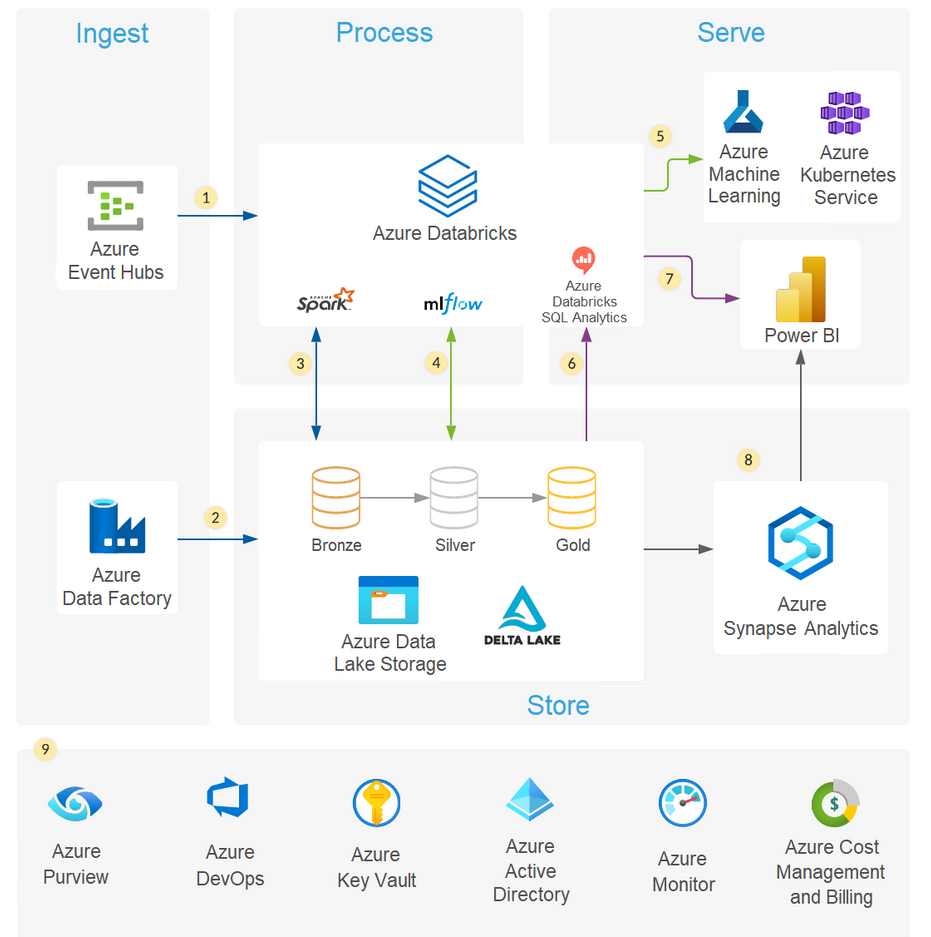 Ingest
Process
Serve
Azure
Event Hubs
1
Azure Databricks
APACHE
Spark
mlflow
Azure
Databricks
SQL Analytics
5
Azure
Machine
Learning
Azure
Kubernetes
Service
7
Power BI
3
4
6
8
Azure
Data Factory
2
Bronze
Silver
Gold
Azure Data
Lake Storage
DELTA LAKE
Azure
Synapse Analytics
Store
9
Azure
Purview
Azure
DevOps
Azure
Key Vault
Azure
Active
Directory
Azure
Monitor
$
Azure Cost
Management
and Billing